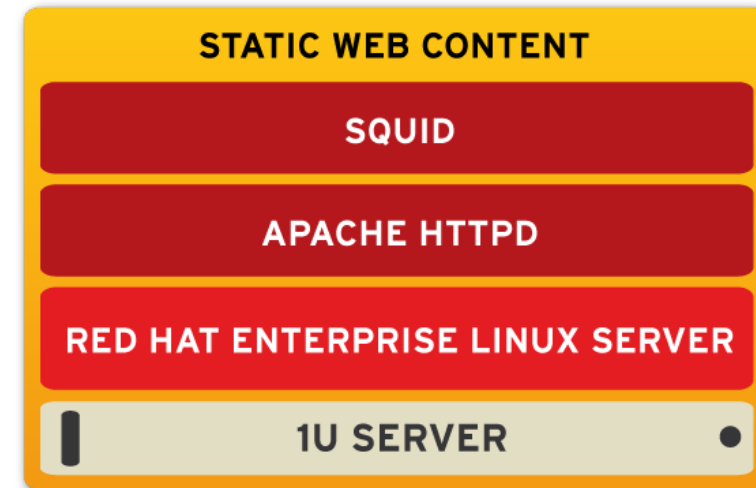 STATIC WEB CONTENT
SQUID
APACHE HTTPD
RED HAT ENTERPRISE LINUX SERVER
1U SERVER